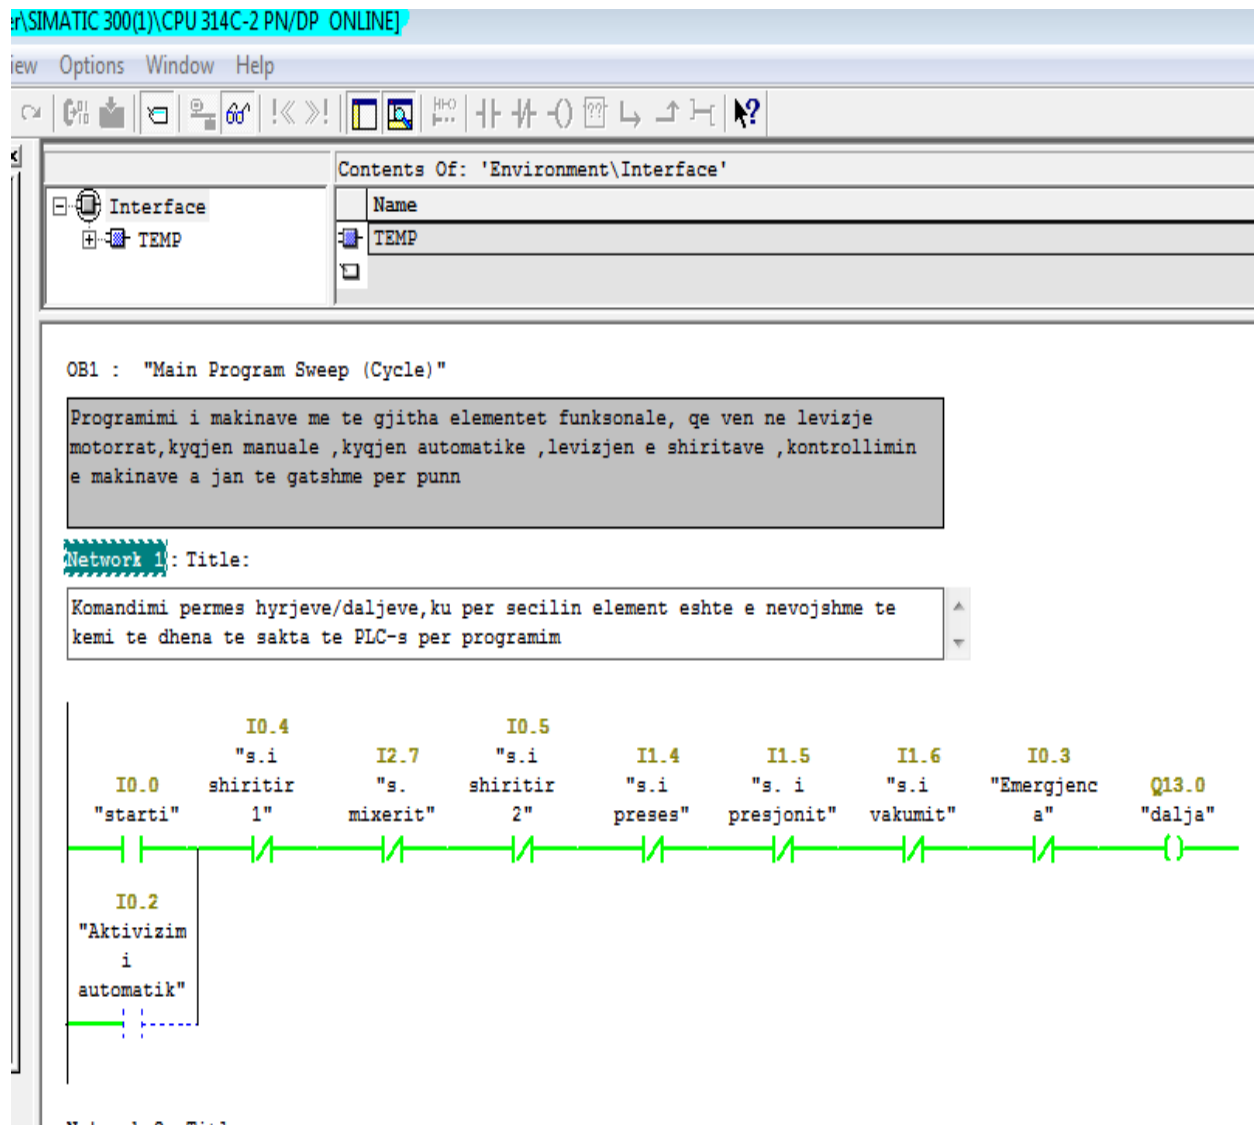 er\SIMATIC 300(1)\CPU 314C-2 PN/DP ONLINE]
iew Options Window Help
Contents Of: 'Environment\Interface'
Interface
TEMP
Name
TEMP
OB1 : "Main Program Sweep (Cycle)"
Programimi i makinave me te gjitha elementet funksonale, qe ven ne levizje
motorrat,kyqjen manuale ,kyqjen automatike ,levizjen e shiritave ,kontrollimin
e makinave a jan te gatshme per punn
Network 1: Title:
Komandimi permes hyrjeve/daljeve,ku per secilin element eshte e nevojshme te
kemi te dhena te sakta te PLC-s per programim
I0.0
"starti"
I0.4
"s.i
shiritir
1"
I2.7
"s.
mixerit"
I0.5
"s.i
shiritir
2"
I1.4
"s.i
preses"
I1.5
"s. i
presjonit"
I1.6
"s.i
vakumit"
I0.3
"Emergjenc
a"
Q13.0
"dalja"
I0.2
"Aktivizim
i
automatik"